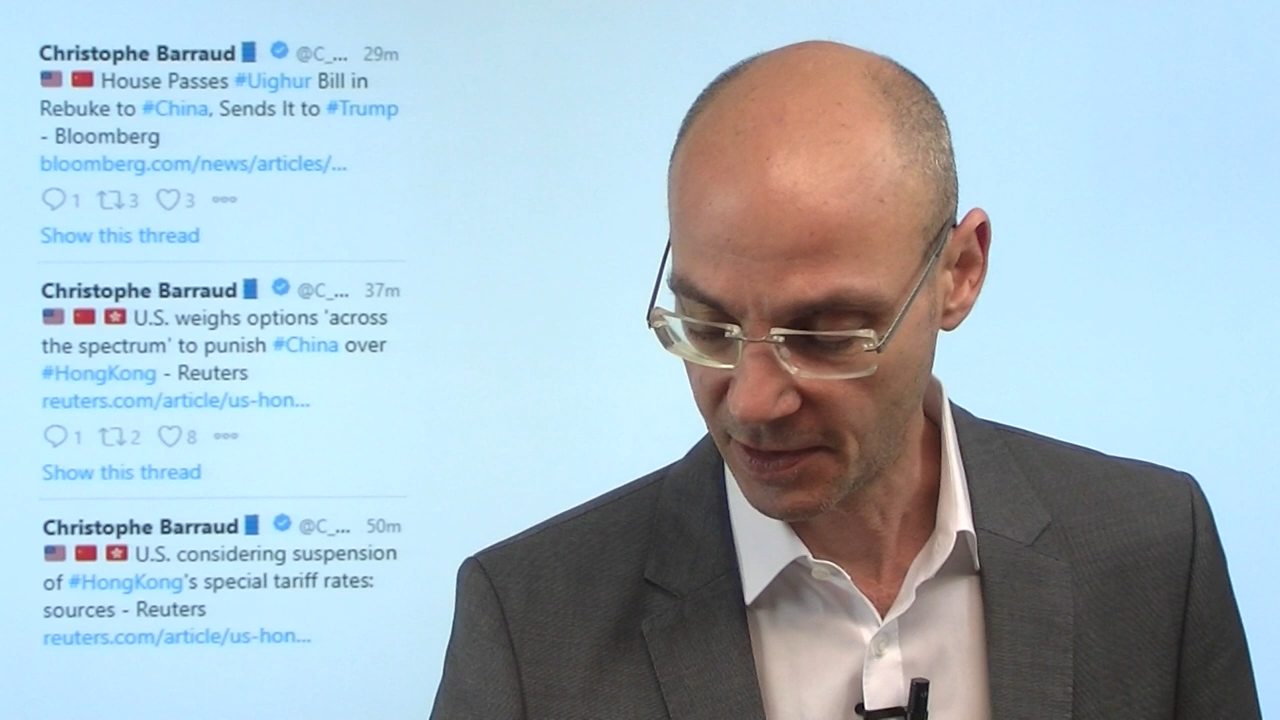 Christophe Barraud @C_... 29m
House Passes #Uighur Bill in
Rebuke to #China, Sends It to #Trump
- Bloomberg
bloomberg.com/news/articles/...
1 3 3
Show this thread
Christophe Barraud @C_... 37m
U.S. weighs options 'across
the spectrum' to punish #China over
#HongKong - Reuters
reuters.com/article/us-hon...
1 2 8
Show this thread
Christophe Barraud @C_... 50m
U.S. considering suspension
of #HongKong's special tariff rates:
sources - Reuters
reuters.com/article/us-hon...